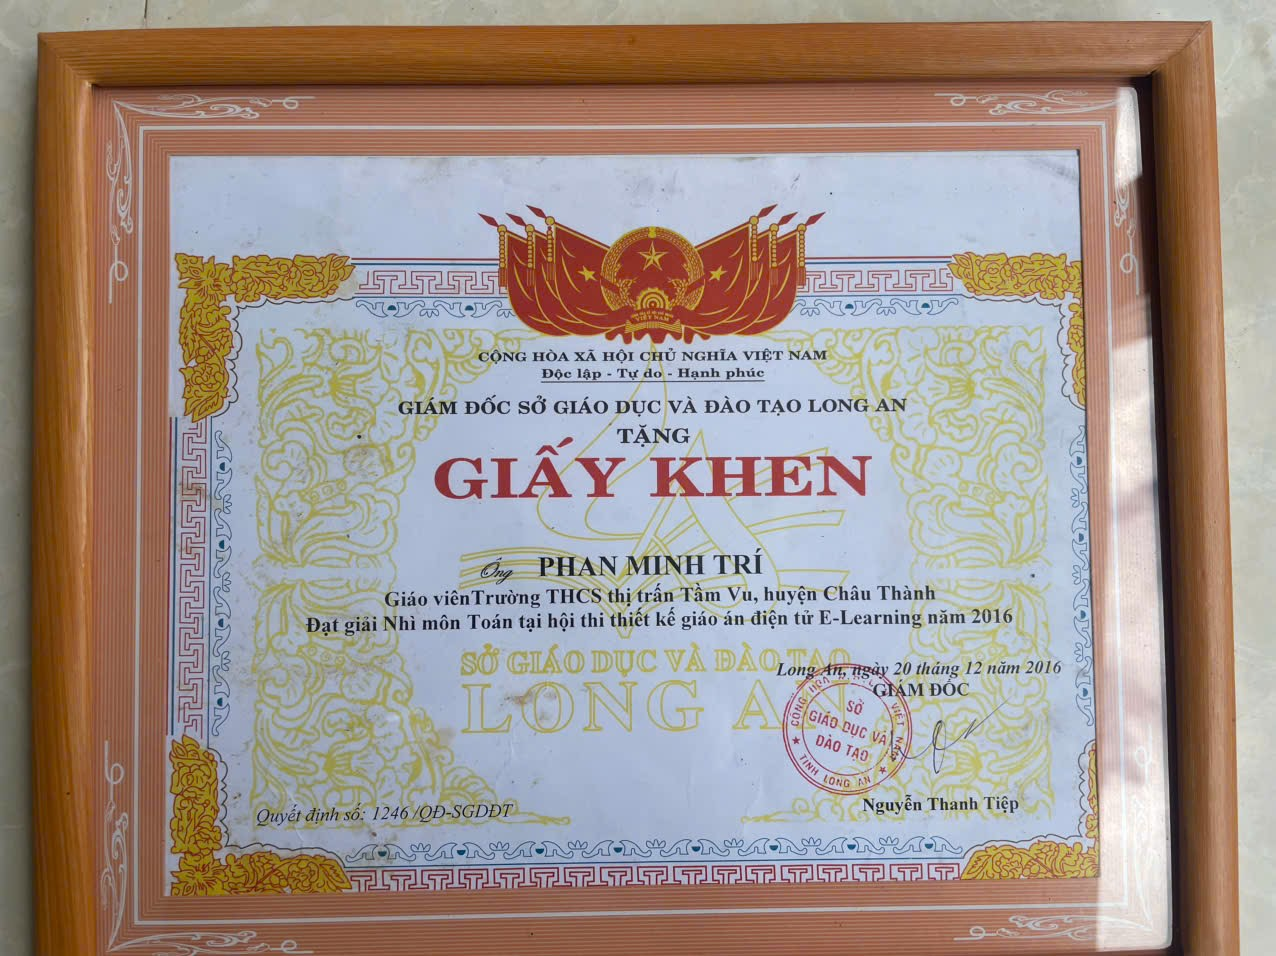 CỘNG HÒA XÃ HỘI CHỦ NGHĨA VIỆT NAM
Độc lập - Tự do - Hạnh phúc
GIÁM ĐỐC SỞ GIÁO DỤC VÀ ĐÀO TẠO LONG AN
TẶNG
GIẤY KHEN
Ông PHAN MINH TRÍ
Giáo viênTrường THCS thị trấn Tầm Vu, huyện Châu Thành
Đạt giải Nhì môn Toán tại hội thi thiết kế giáo án điện tử E-Learning năm 2016
SỞ GIÁO DỤC VÀ ĐÀO TẠO
LONG AN
Long An, ngày 20 tháng 12 năm 2016
GIÁM ĐỐC
SỞ
GIÁO DỤC VÀ
ĐÀO TẠO
TỈNH LONG AN
Nguyễn Thanh Tiệp
Quyết định số: 1246 /QĐ-SGDĐT